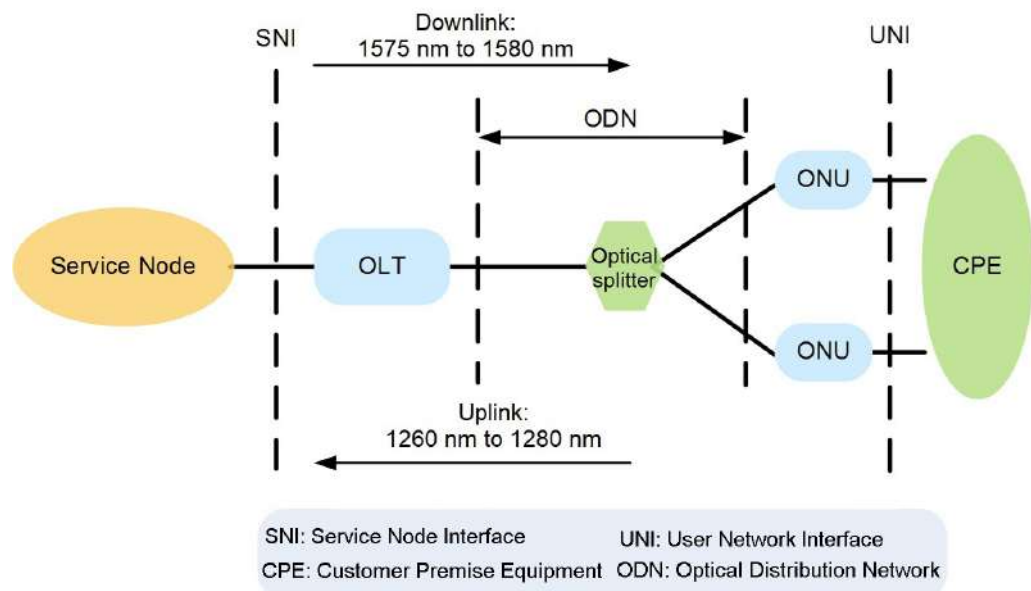 Downlink:
1575 nm to 1580 nm
SNI
UNI
ODN
ONU
Service Node
OLT
Optical
splitter
CPE
ONU
Uplink:
1260 nm to 1280 nm
SNI: Service Node Interface
UNI: User Network Interface
CPE: Customer Premise Equipment
ODN: Optical Distribution Network